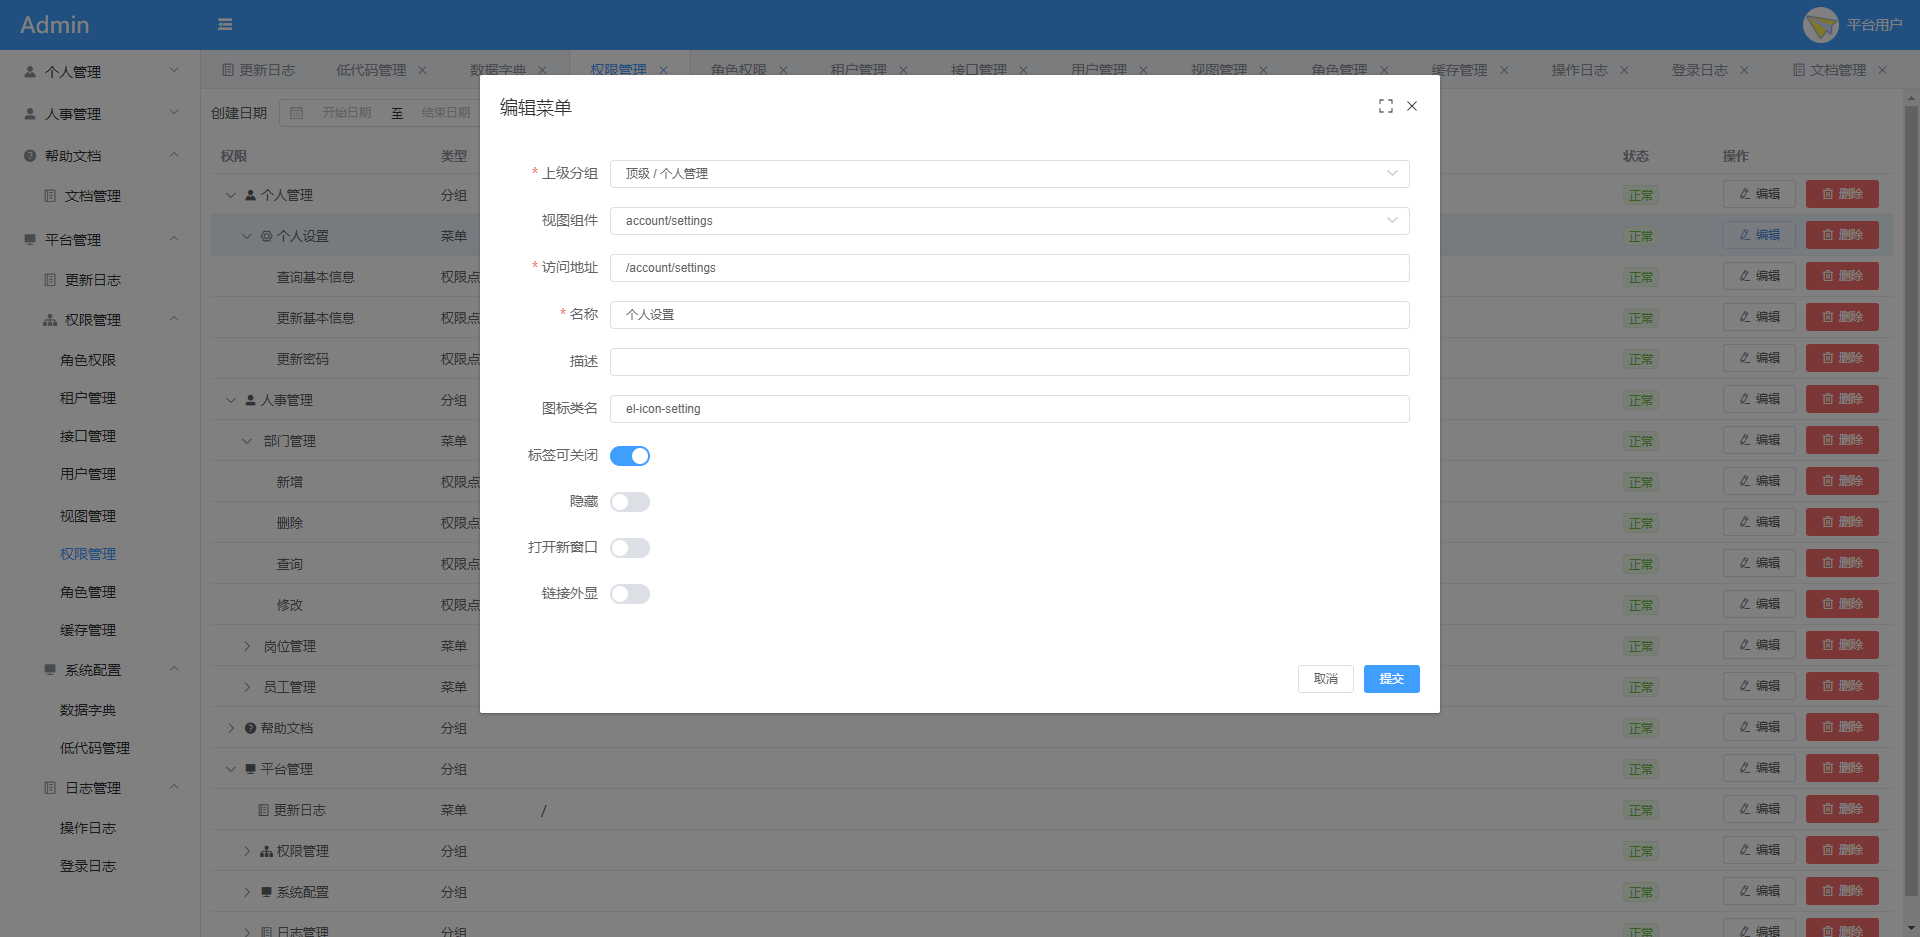 Admin
平台用户
个人管理
人事管理
帮助文档
文档管理
平台管理
更新日志
权限管理
角色权限
租户管理
接口管理
用户管理
视图管理
权限管理
角色管理
缓存管理
系统配置
数据字典
低代码管理
日志管理
操作日志
登录日志
更新日志 低代码管理 数据字典 权限管理 角色权限 租户管理 接口管理 用户管理 视图管理 角色管理 缓存管理 操作日志 登录日志 文档管理
创建日期 开始日期 至 结束日期
权限 类型 状态 操作
个人管理 分组 正常 编辑 删除
个人设置 菜单 正常 编辑 删除
查询基本信息 权限点 正常 编辑 删除
更新基本信息 权限点 正常 编辑 删除
更新密码 权限点 正常 编辑 删除
人事管理 分组 正常 编辑 删除
部门管理 菜单 正常 编辑 删除
新增 权限点 正常 编辑 删除
删除 权限点 正常 编辑 删除
查询 权限点 正常 编辑 删除
修改 权限点 正常 编辑 删除
岗位管理 菜单 正常 编辑 删除
员工管理 菜单 正常 编辑 删除
帮助文档 分组 正常 编辑 删除
平台管理 分组 正常 编辑 删除
更新日志 菜单 / 正常 编辑 删除
权限管理 分组 正常 编辑 删除
系统配置 分组 正常 编辑 删除
日志管理 分组 正常 编辑 删除
编辑菜单
* 上级分组 顶级 / 个人管理
视图组件 account/settings
* 访问地址 /account/settings
* 名称 个人设置
描述
图标类名 el-icon-setting
标签可关闭
隐藏
打开新窗口
链接外显
取消 提交